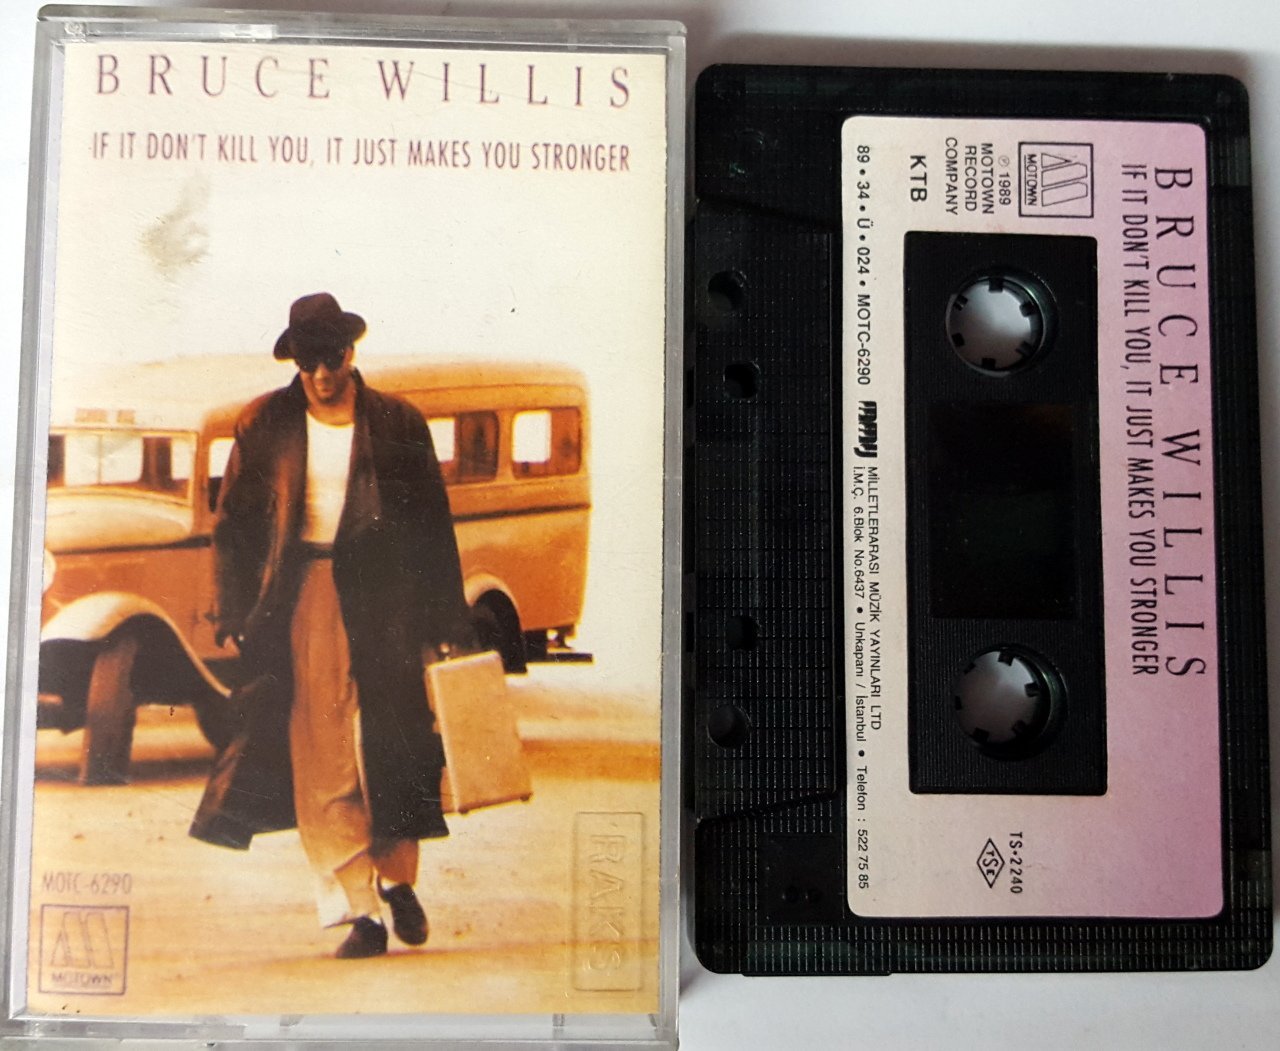 BRUCE WILLIS
IF IT DON'T KILL YOU, IT JUST MAKES YOU STRONGER
MOTC-6290
MOTOWN
RAKS
BRUCE WILLIS
IF IT DON'T KILL YOU, IT JUST MAKES YOU STRONGER
MOTOWN
℗ 1989
MOTOWN
RECORD
COMPANY
KTB
TS•2240
TSE
89 • 34 • Ü • 024 • MOTC-6290
MİLLETLERARASI MÜZİK YAYINLARI LTD
İ.M.Ç. 6.Blok No.6437 • Unkapanı / İstanbul • Telefon : 522 75 85